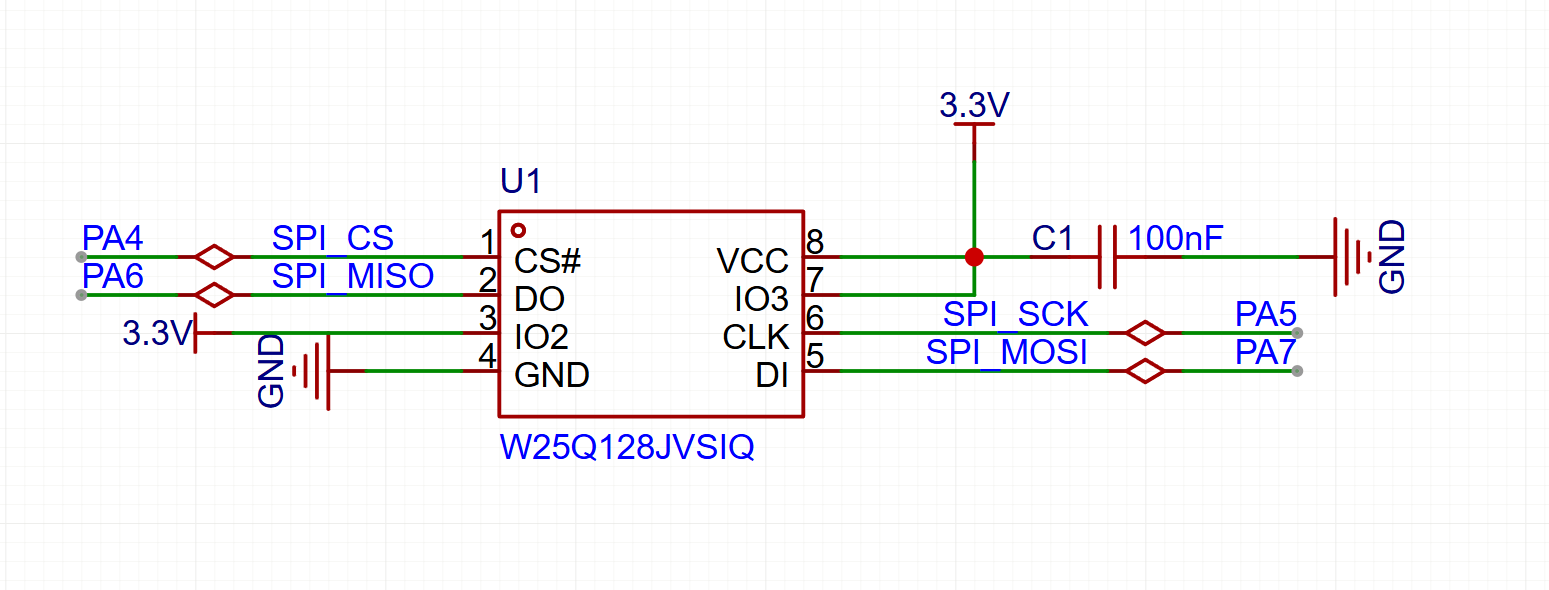 3.3V
U1
PA4
SPI_CS
1
CS#
VCC
8
C1
100nF
GND
PA6
SPI_MISO
2
DO
IO3
7
3.3V
3
IO2
CLK
6
SPI_SCK
PA5
GND
4
GND
DI
5
SPI_MOSI
PA7
W25Q128JVSIQ